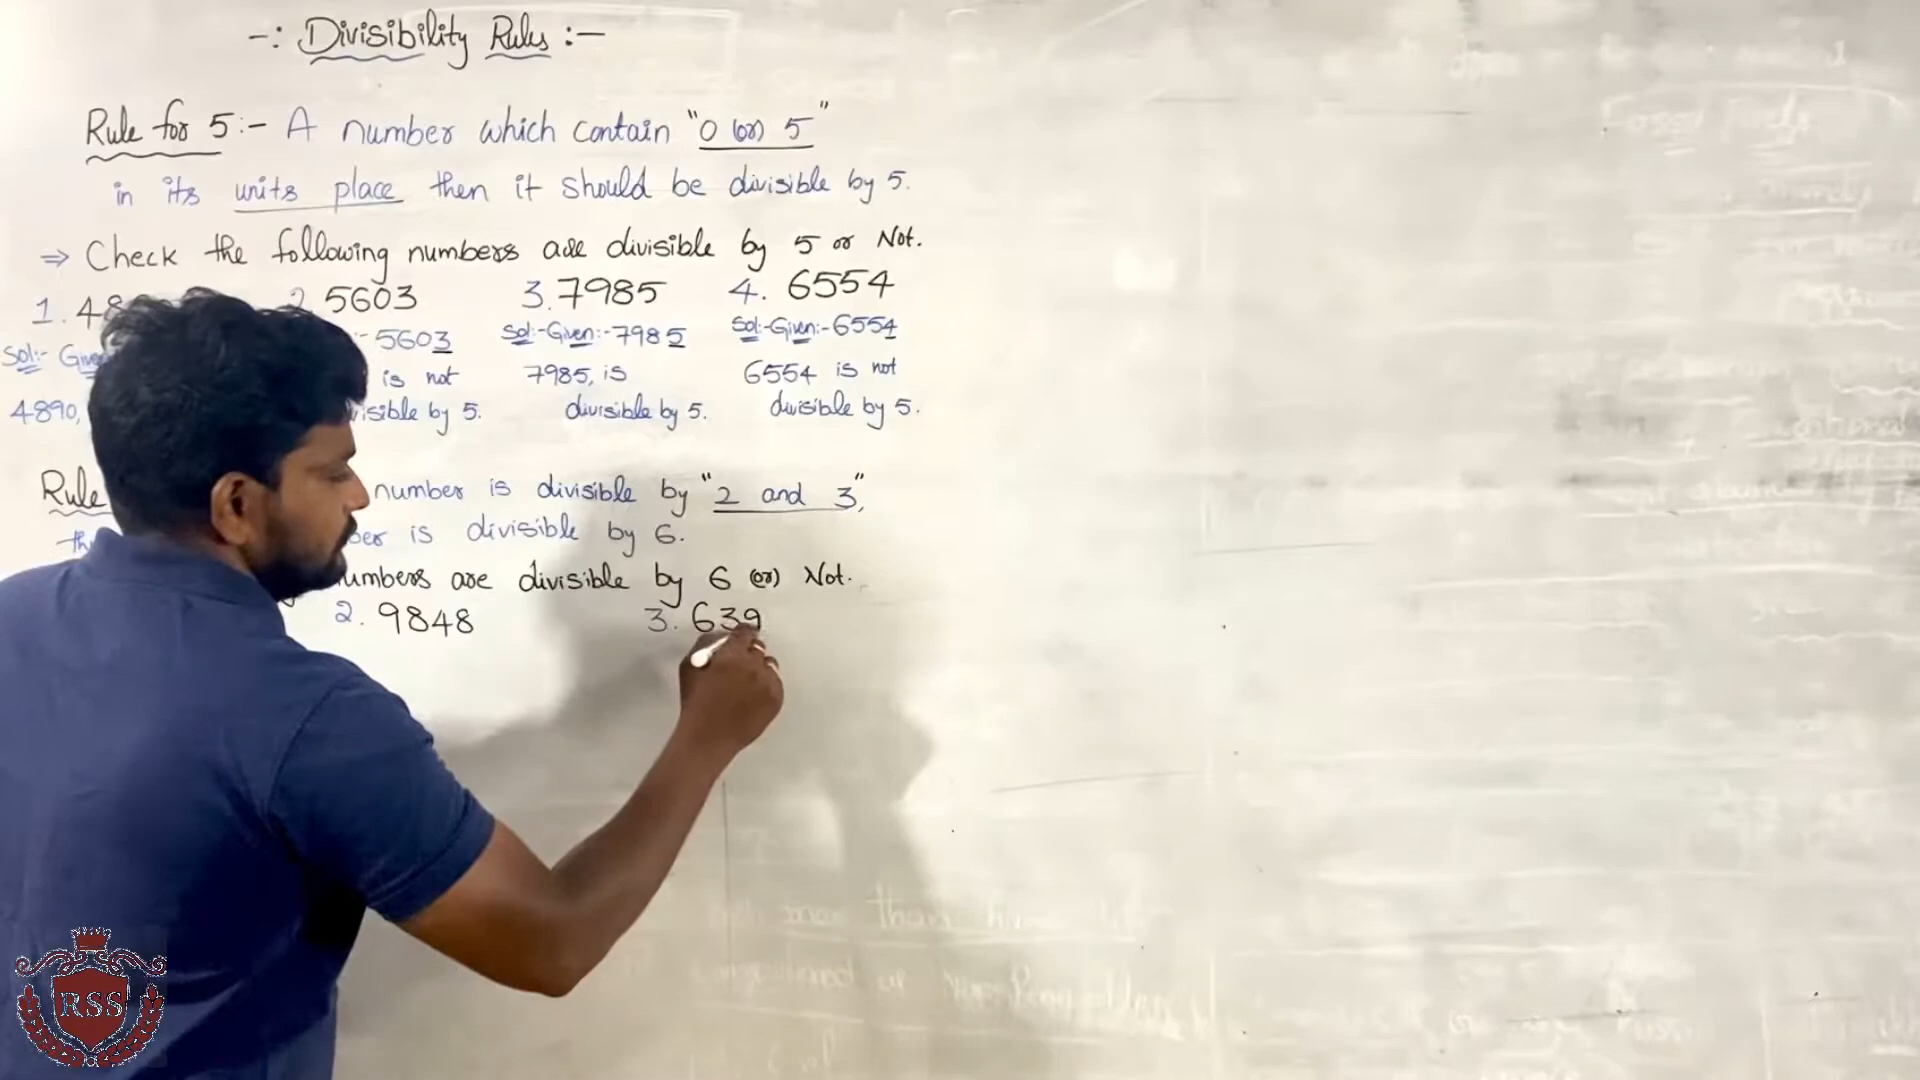 -: Divisibility Rules :-
Rule for 5:- A number which contain "0 (or) 5"
in its units place then it should be divisible by 5.
⇒ Check the following numbers are divisible by 5 or Not.
1. 48 2. 5603 3. 7985 4. 6554
Sol:- Given :- 5603 Sol:- Given:- 7985 Sol:- Given:- 6554
is not 7985, is 6554 is not
4890, divisible by 5. divisible by 5. divisible by 5.
Rule number is divisible by "2 and 3",
is divisible by 6.
numbers are divisible by 6 (or) Not.
2. 9848 3. 639
RSS